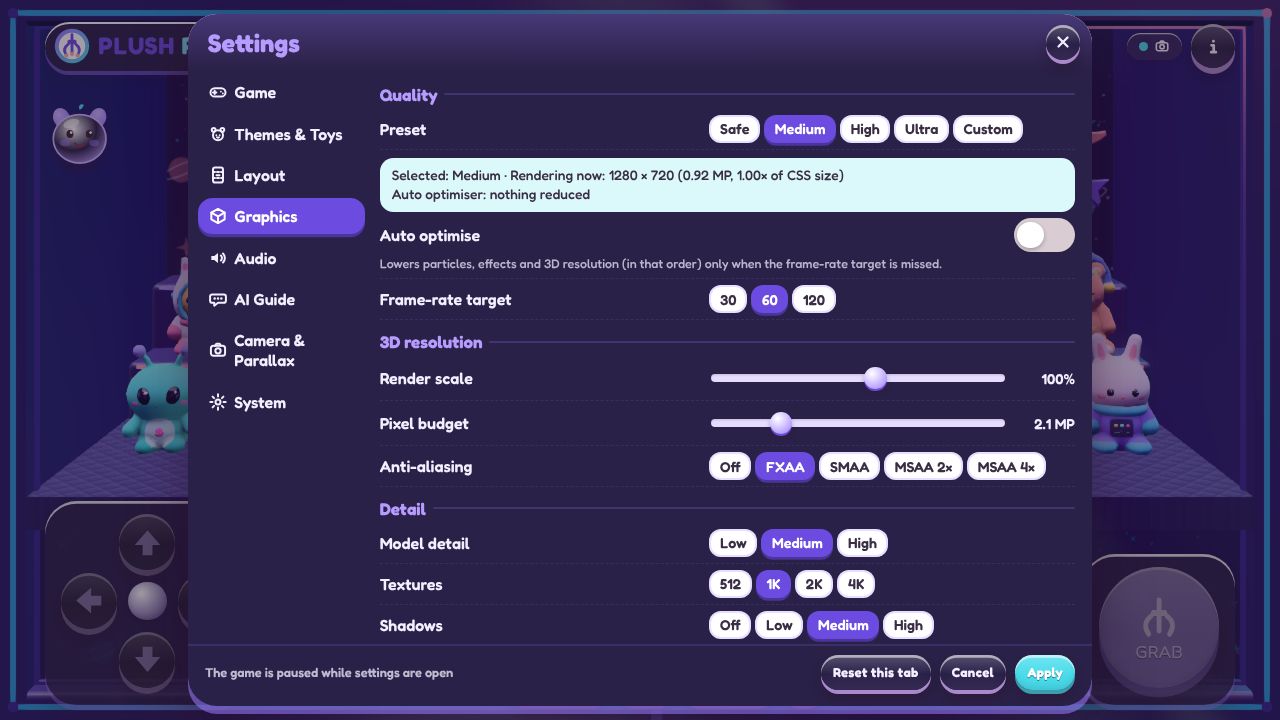 PLUSH
Settings
Game
Themes & Toys
Layout
Graphics
Audio
AI Guide
Camera &
Parallax
System
Quality
Preset
Safe Medium High Ultra Custom
Selected: Medium · Rendering now: 1280 × 720 (0.92 MP, 1.00× of CSS size)
Auto optimiser: nothing reduced
Auto optimise
Lowers particles, effects and 3D resolution (in that order) only when the frame-rate target is missed.
Frame-rate target 30 60 120
3D resolution
Render scale 100%
Pixel budget 2.1 MP
Anti-aliasing Off FXAA SMAA MSAA 2× MSAA 4×
Detail
Model detail Low Medium High
Textures 512 1K 2K 4K
Shadows Off Low Medium High
The game is paused while settings are open
Reset this tab Cancel Apply
GRAB